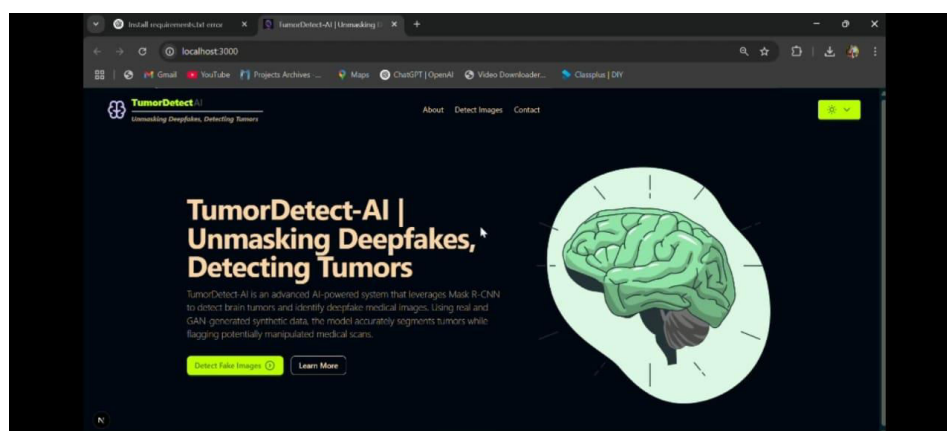 Install requirements.txt error
TumorDetect-AI | Unmasking D
localhost:3000
Gmail
YouTube
Projects Archives -...
Maps
ChatGPT | OpenAI
Video Downloader...
Classplus | DIY
TumorDetect AI
Unmasking Deepfakes, Detecting Tumors
About Detect Images Contact
TumorDetect-AI |
Unmasking Deepfakes,
Detecting Tumors
TumorDetect-AI is an advanced AI-powered system that leverages Mask R-CNN
to detect brain tumors and identify deepfake medical images. Using real and
GAN-generated synthetic data, the model accurately segments tumors while
flagging potentially manipulated medical scans.
Detect Fake Images
Learn More
N